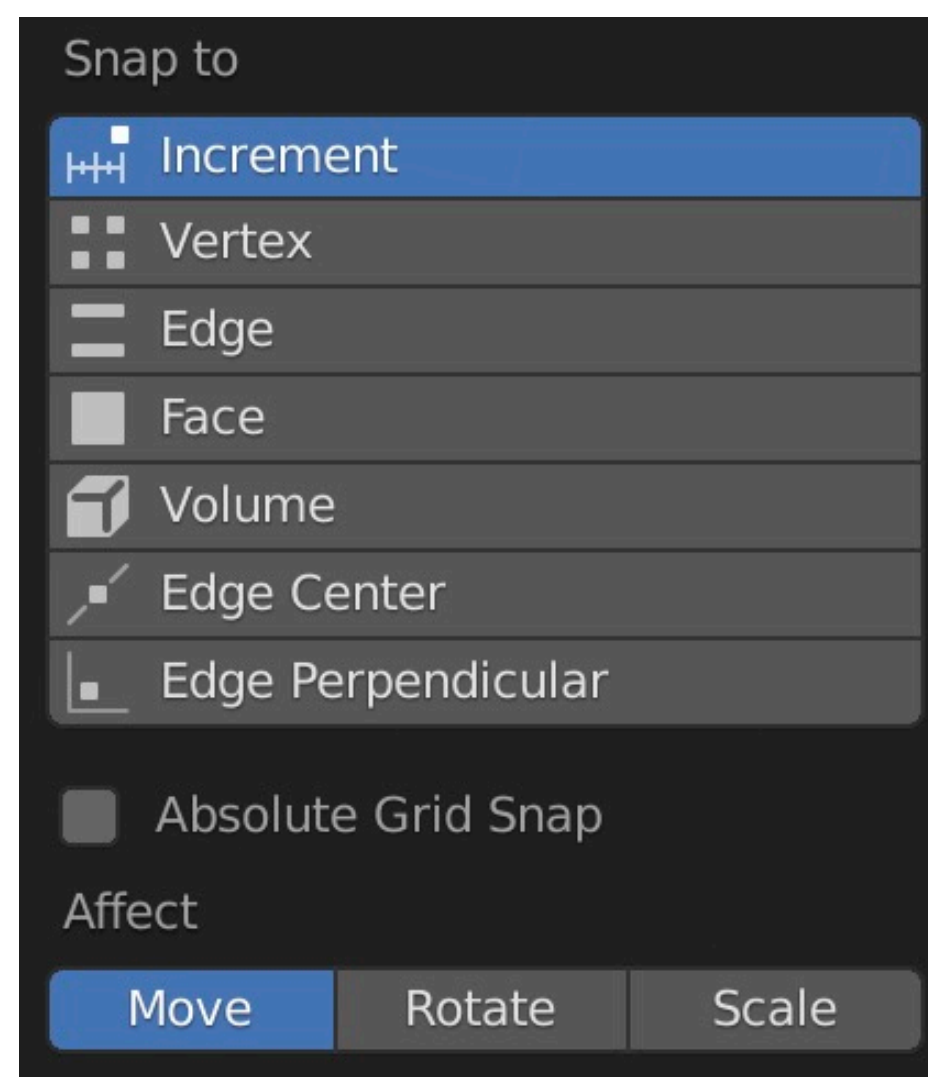 Snap to
Increment
Vertex
Edge
Face
Volume
Edge Center
Edge Perpendicular
Absolute Grid Snap
Affect
Move Rotate Scale